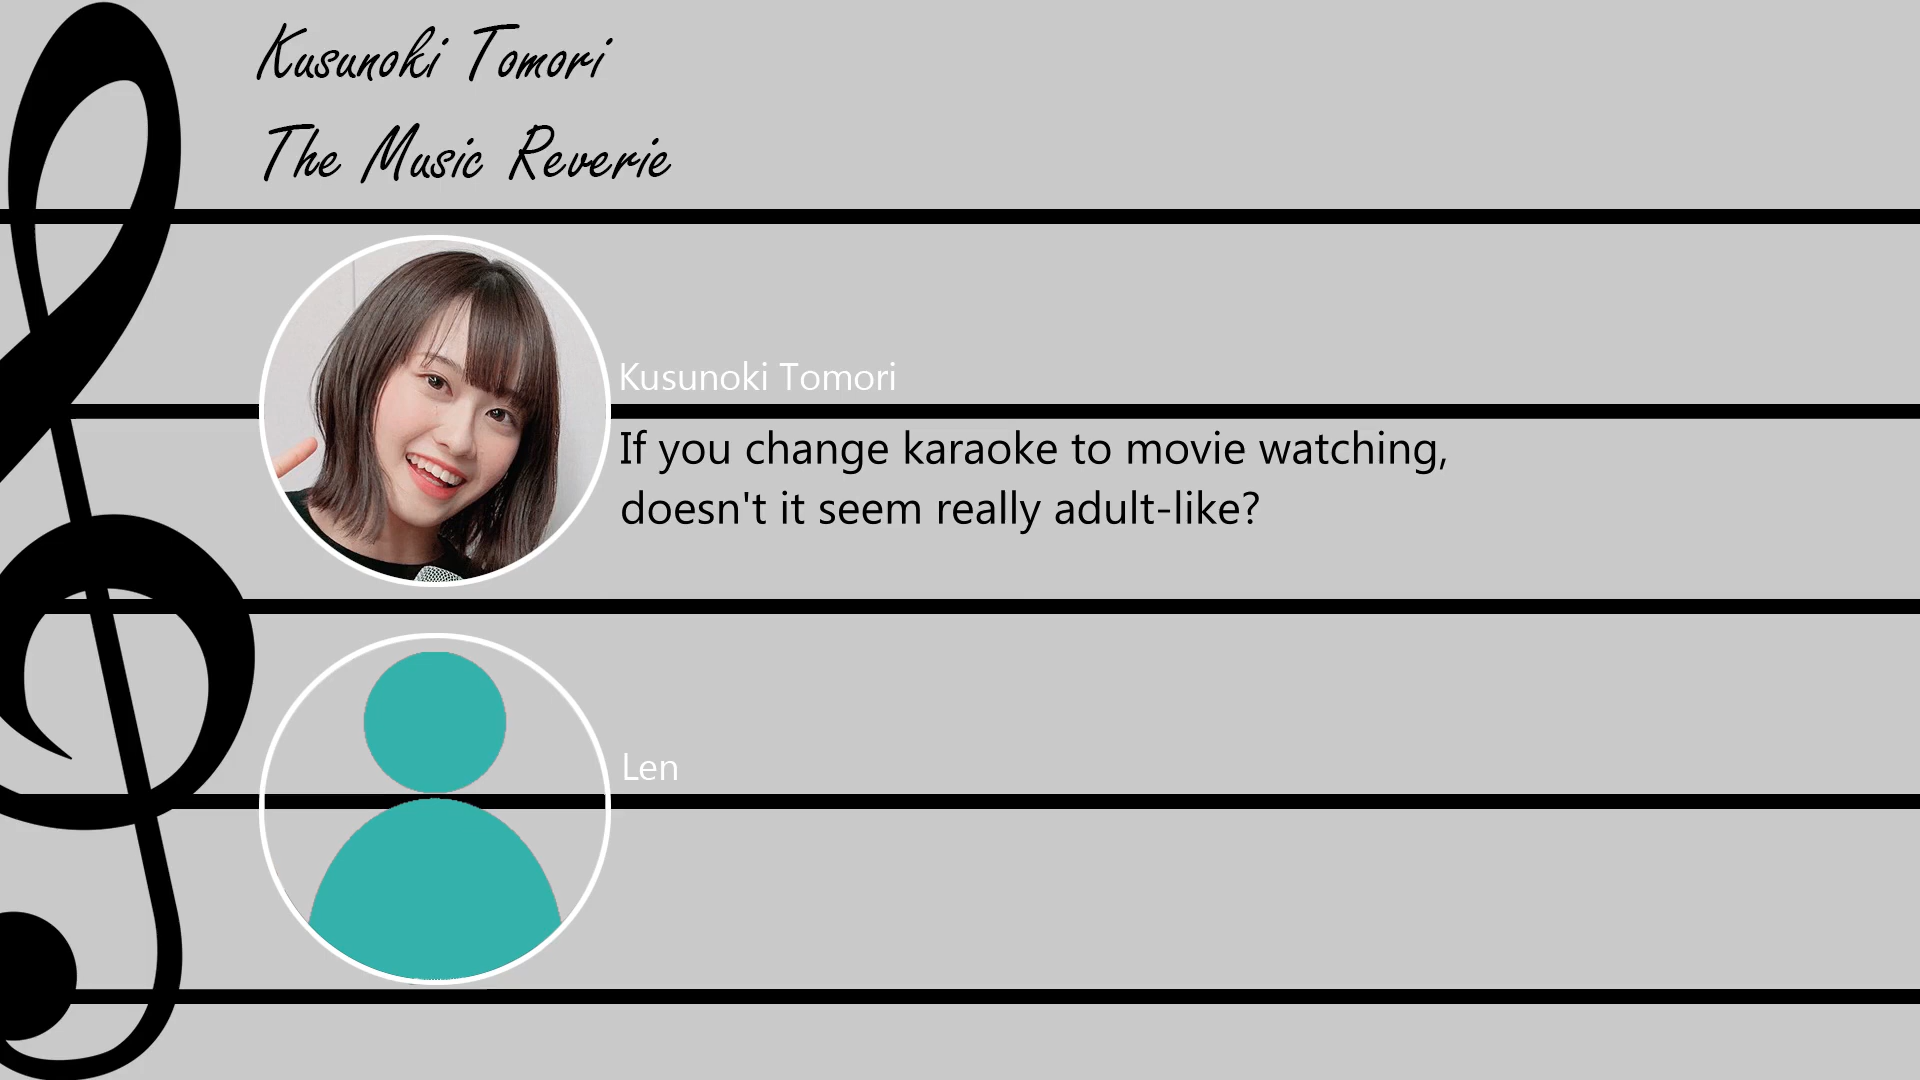 Kusunoki Tomori
The Music Reverie
Kusunoki Tomori
If you change karaoke to movie watching,
doesn't it seem really adult-like?
Len